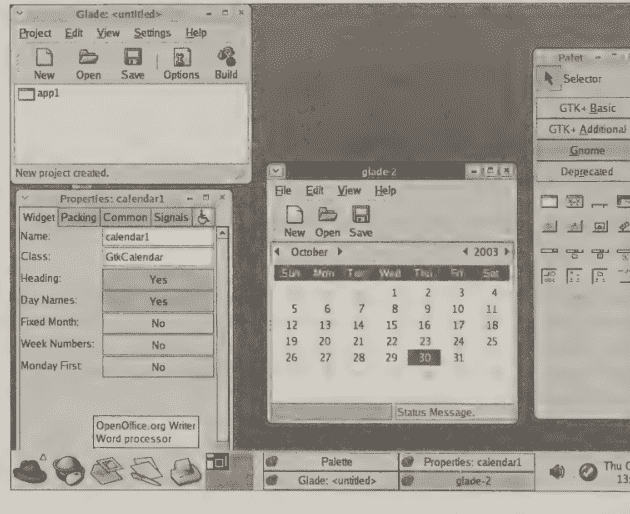 Glade: <untitled>
Project Edit View Settings Help
New Open Save Options Build
app1
New project created.
Properties: calendar1
Widget Packing Common Signals
Name: calendar1
Class: GtkCalendar
Heading: Yes
Day Names: Yes
Fixed Month: No
Week Numbers: No
Monday First: No
OpenOffice.org Writer
Word processor
glade-2
File Edit View Help
New Open Save
October 2003
Sun Mon Tue Wed Thu Fri Sat
1 2 3 4
5 6 7 8 9 10 11
12 13 14 15 16 17 18
19 20 21 22 23 24 25
26 27 28 29 30 31
Status Message.
Palet
Selector
GTK+ Basic
GTK+ Additional
Gnome
Deprecated
Palette Properties: calendar1
Glade: <untitled> glade-2
Thu
13: